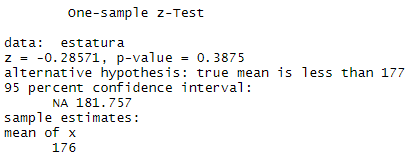 One-sample z-Test
data: estatura
z = -0.28571, p-value = 0.3875
alternative hypothesis: true mean is less than 177
95 percent confidence interval:
NA 181.757
sample estimates:
mean of x
176